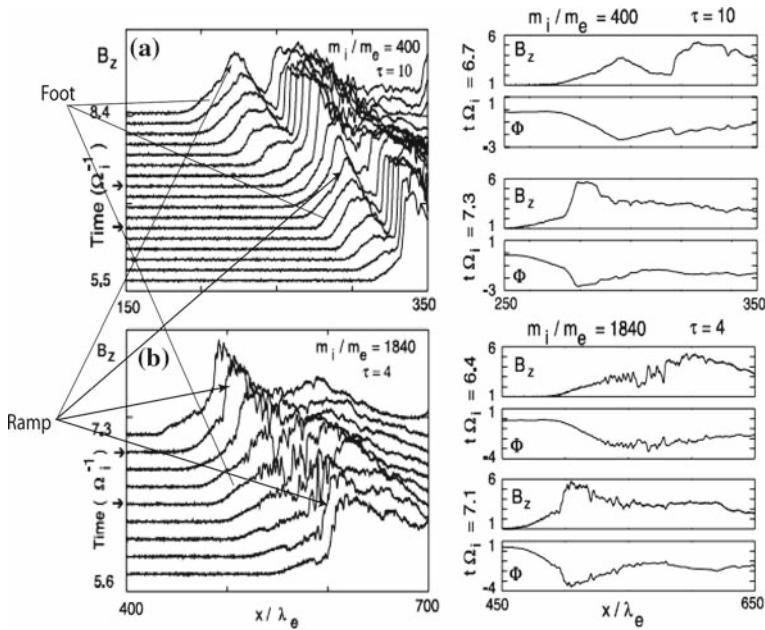 (a)
B_z
m_i/m_e = 400
τ = 10
Foot
8.4
Time (Ω_i^-1)
5.5
150
350
(b)
B_z
m_i/m_e = 1840
τ = 4
Ramp
7.3
Time (Ω_i^-1)
5.6
400
x/λ_e
700
m_i/m_e = 400 τ = 10
t Ω_i = 6.7
6
B_z
1
1
Φ
-3
t Ω_i = 7.3
6
B_z
1
1
Φ
-3
250
350
m_i/m_e = 1840 τ = 4
t Ω_i = 6.4
6
B_z
1
1
Φ
-4
t Ω_i = 7.1
6
B_z
1
1
Φ
-4
450
x/λ_e
650